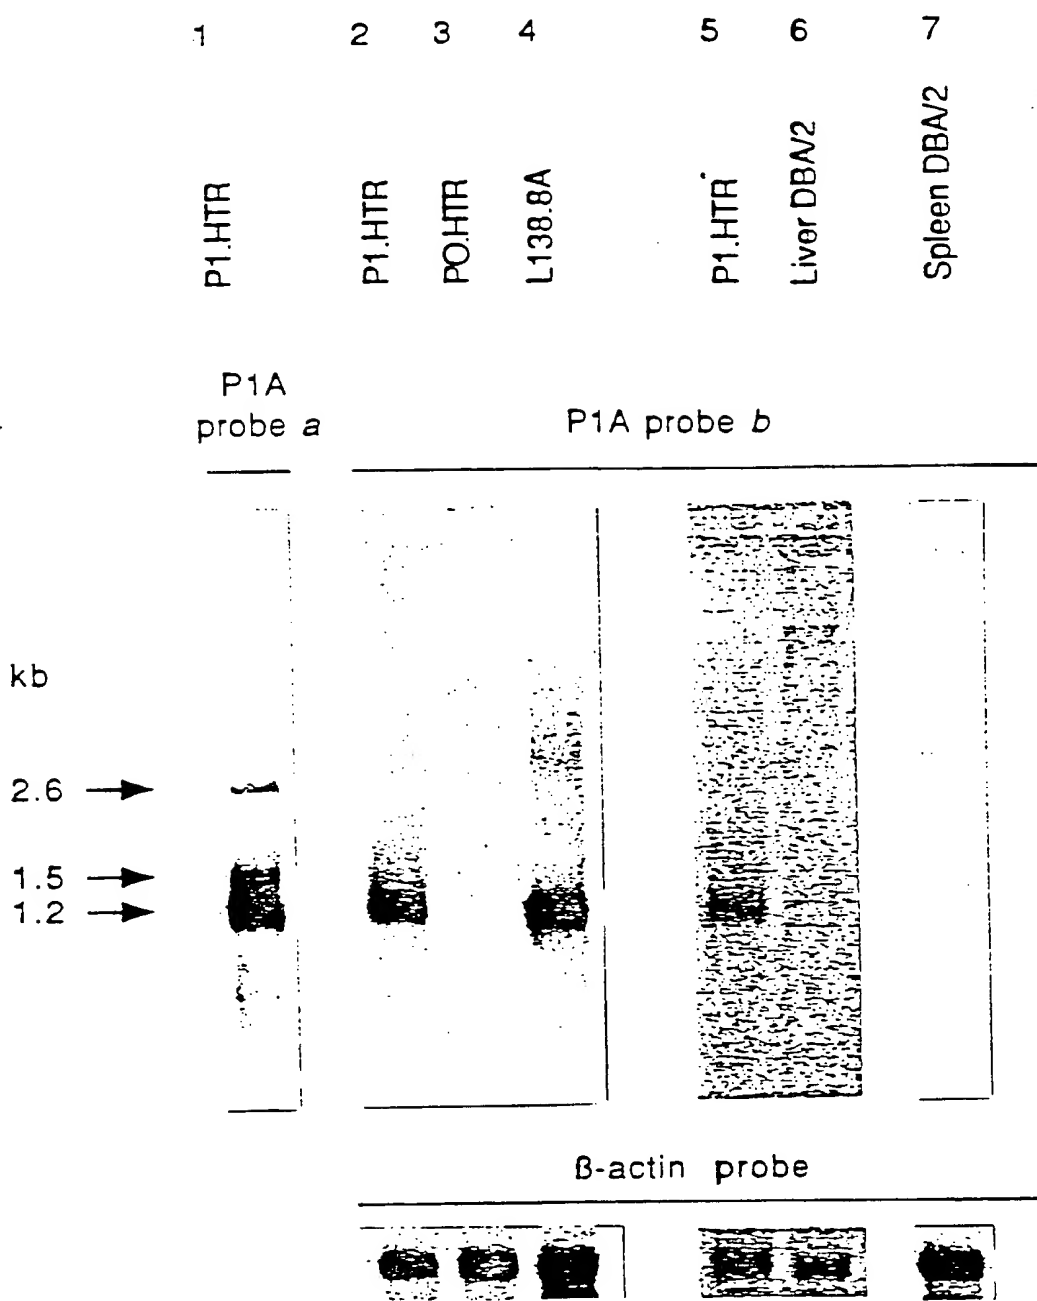 1 2 3 4 5 6 7
P1.HTR
P1.HTR
PO.HTR
L138.8A
P1.HTR
Liver DBA/2
Spleen DBA/2
P1A
probe a
P1A probe b
kb
2.6
1.5
1.2
β-actin probe